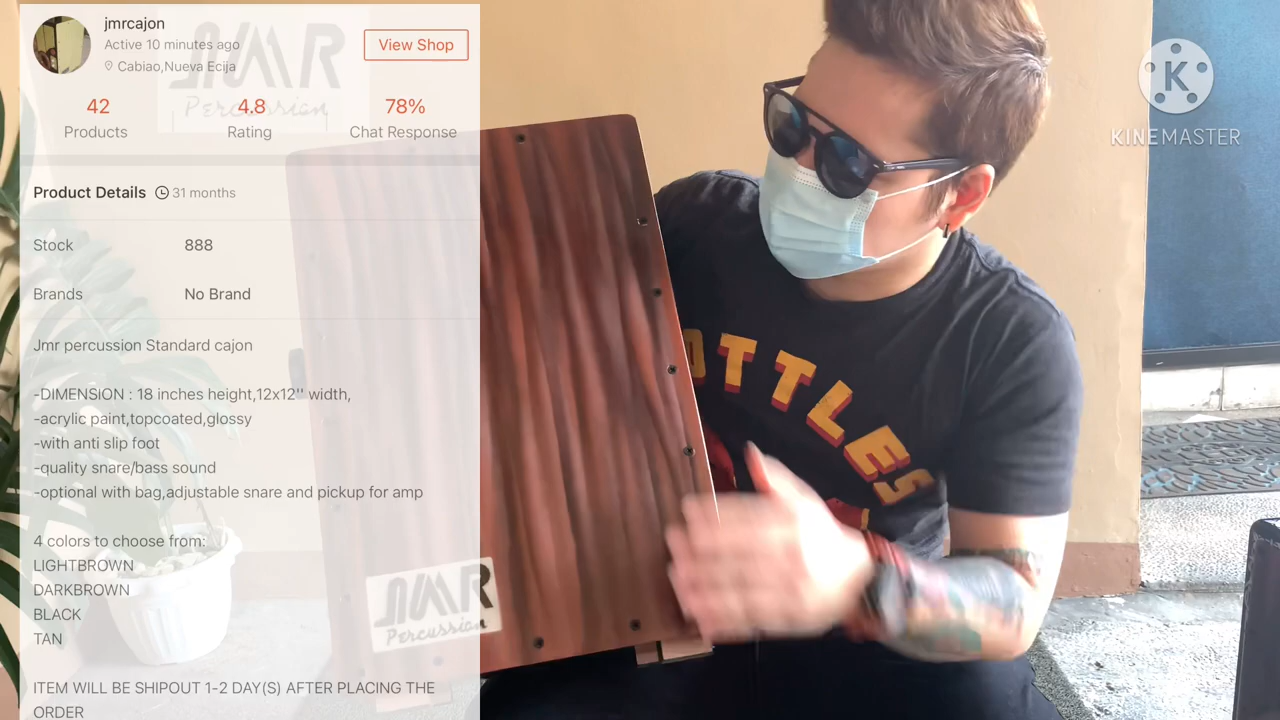 jmrcajon
Active 10 minutes ago
Cabiao,Nueva Ecija
View Shop
42
Products
4.8
Rating
78%
Chat Response
Product Details
31 months
Stock 888
Brands No Brand
Jmr percussion Standard cajon
-DIMENSION : 18 inches height,12x12'' width,
-acrylic paint,topcoated,glossy
-with anti slip foot
-quality snare/bass sound
-optional with bag,adjustable snare and pickup for amp
4 colors to choose from:
LIGHTBROWN
DARKBROWN
BLACK
TAN
ITEM WILL BE SHIPOUT 1-2 DAY(S) AFTER PLACING THE
ORDER
JMR
Percussion
JMR
Percussion
OTTLES
K
KINEMASTER